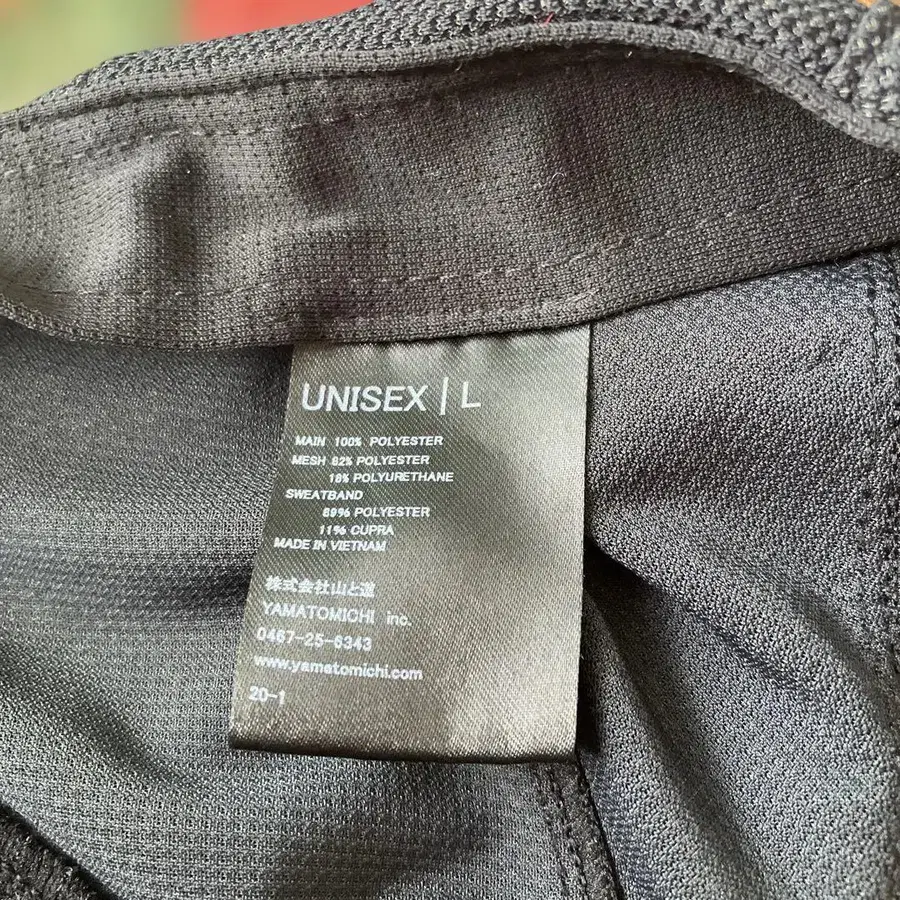 UNISEX | L
MAIN 100% POLYESTER
MESH 82% POLYESTER
18% POLYURETHANE
SWEATBAND
89% POLYESTER
11% CUPRA
MADE IN VIETNAM
株式会社山と道
YAMATOMICHI inc.
0467-25-6343
www.yamatomichi.com
20-1